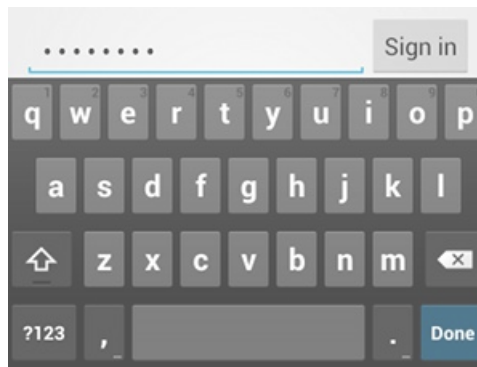 ........ Sign in
1 2 3 4 5 6 7 8 9
q w e r t y u i o p
a s d f g h j k l
z x c v b n m
?123 , . Done